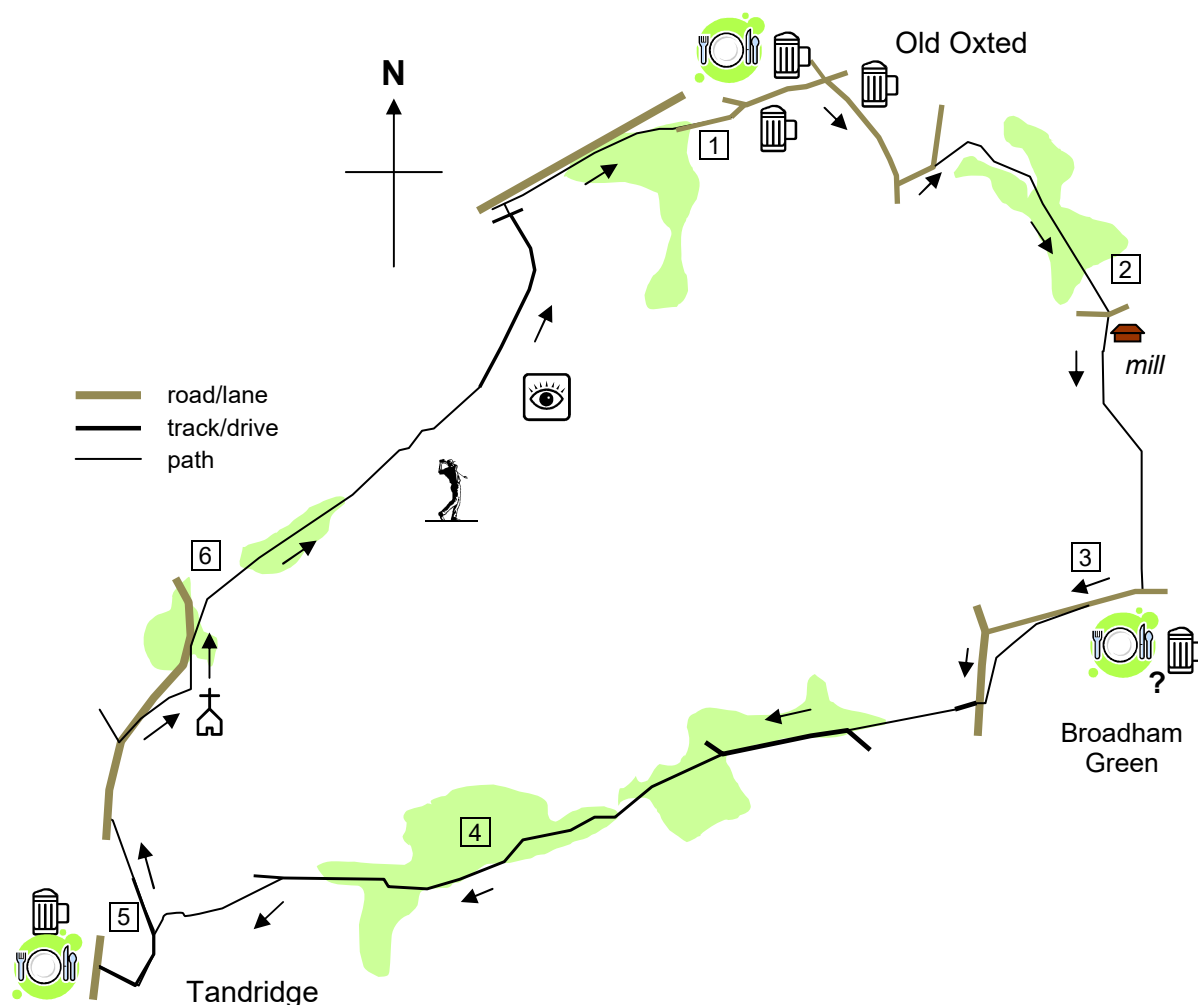 Old Oxted
N
1
2
mill
road/lane
track/drive
path
6
3
?
Broadham
Green
4
5
Tandridge